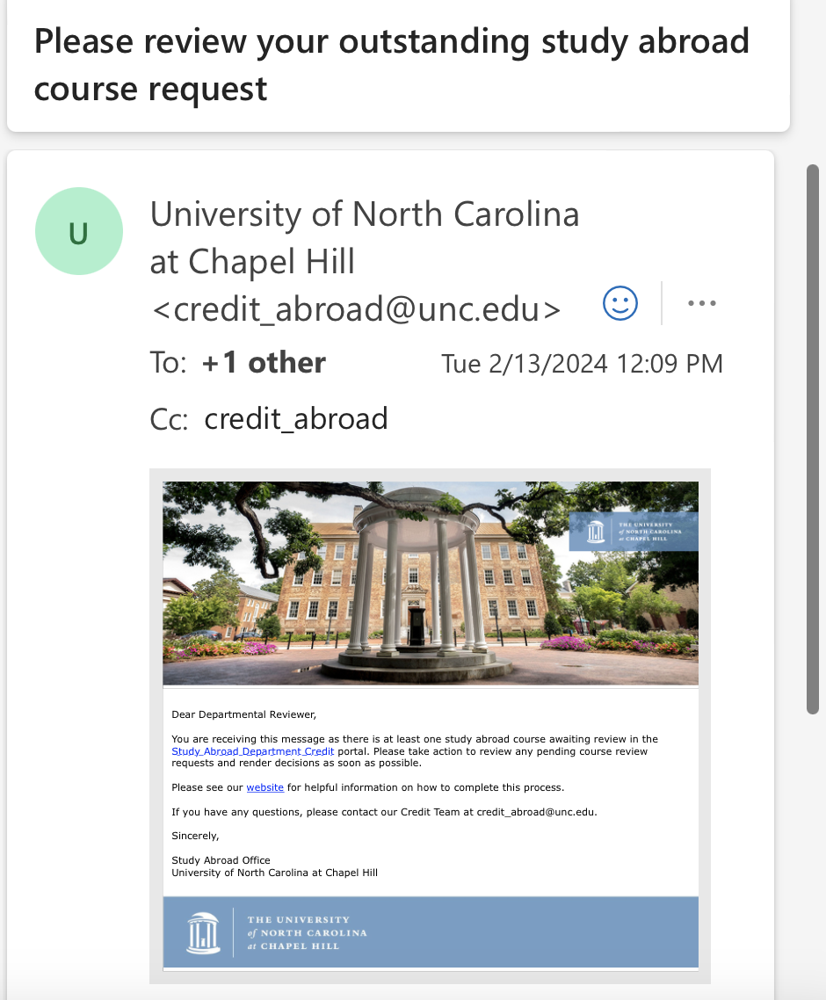 Please review your outstanding study abroad
course request
U
University of North Carolina
at Chapel Hill
<credit_abroad@unc.edu>
To: +1 other
Tue 2/13/2024 12:09 PM
Cc: credit_abroad
THE UNIVERSITY
of NORTH CAROLINA
at CHAPEL HILL
Dear Departmental Reviewer,
You are receiving this message as there is at least one study abroad course awaiting review in the
Study Abroad Department Credit portal. Please take action to review any pending course review
requests and render decisions as soon as possible.
Please see our website for helpful information on how to complete this process.
If you have any questions, please contact our Credit Team at credit_abroad@unc.edu.
Sincerely,
Study Abroad Office
University of North Carolina at Chapel Hill
THE UNIVERSITY
of NORTH CAROLINA
at CHAPEL HILL